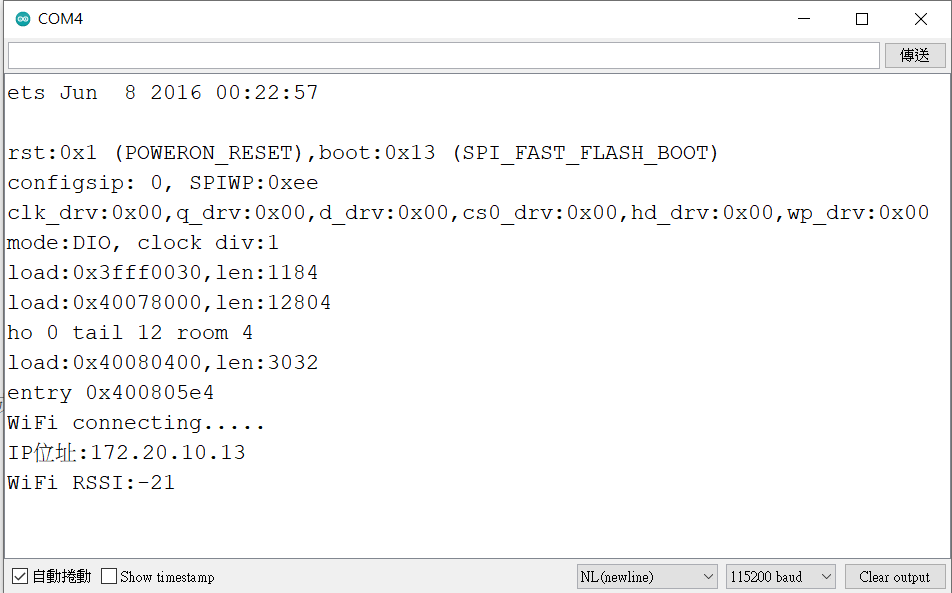 COM4
傳送
ets Jun  8 2016 00:22:57
rst:0x1 (POWERON_RESET),boot:0x13 (SPI_FAST_FLASH_BOOT)
configsip: 0, SPIWP:0xee
clk_drv:0x00,q_drv:0x00,d_drv:0x00,cs0_drv:0x00,hd_drv:0x00,wp_drv:0x00
mode:DIO, clock div:1
load:0x3fff0030,len:1184
load:0x40078000,len:12804
ho 0 tail 12 room 4
load:0x40080400,len:3032
entry 0x400805e4
WiFi connecting.....
IP位址:172.20.10.13
WiFi RSSI:-21
自動捲動 Show timestamp NL(newline) 115200 baud Clear output